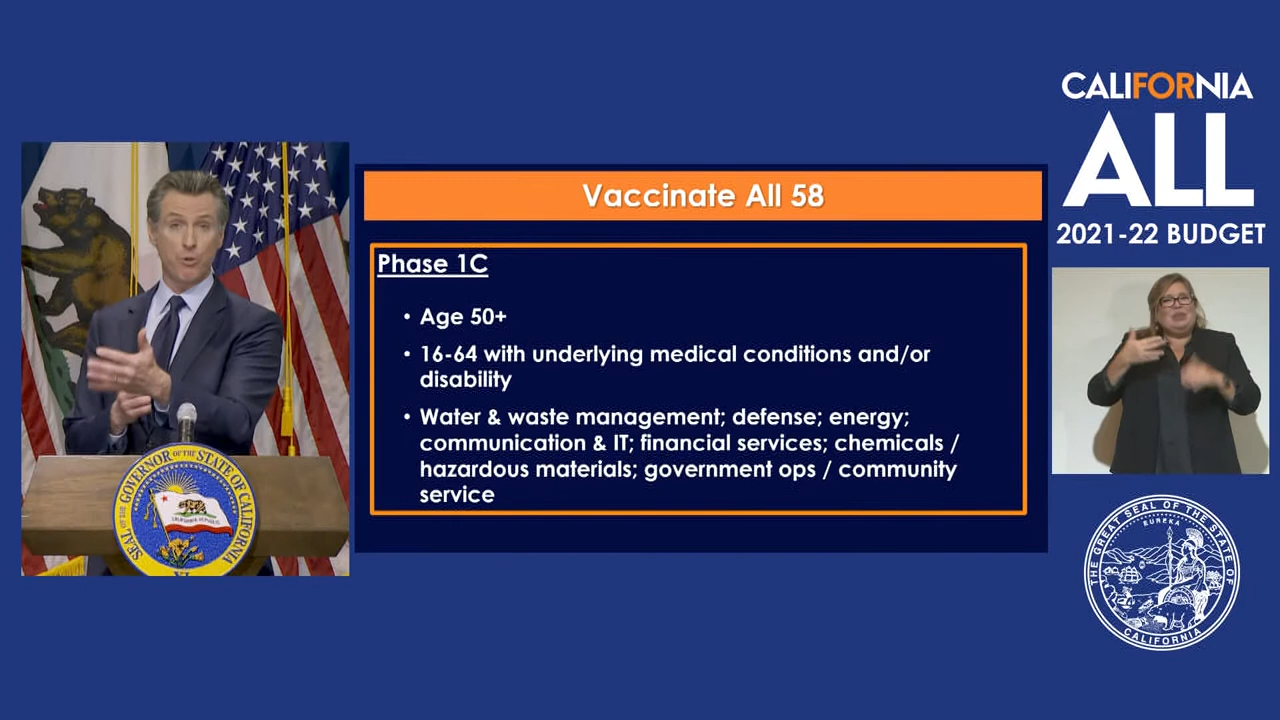 CALIFORNIA
ALL
2021-22 BUDGET
Vaccinate All 58
Phase 1C
• Age 50+
• 16-64 with underlying medical conditions and/or
disability
• Water & waste management; defense; energy;
communication & IT; financial services; chemicals /
hazardous materials; government ops / community
service
SEAL OF THE GOVERNOR OF THE STATE OF CALIFORNIA
CALIFORNIA REPUBLIC
THE GREAT SEAL OF THE STATE OF
EUREKA
CALIFORNIA